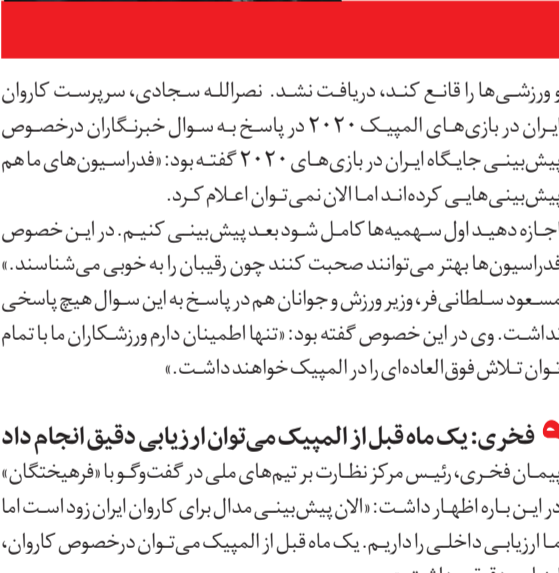 و ورزشی‌ها را قانع کند، دریافت نشد. نصرالله سجادی، سرپرست کاروان
ایران در بازی‌های المپیک ۲۰۲۰ در پاسخ به سوال خبرنگاران درخصوص
پیش‌بینی جایگاه ایران در بازی‌های ۲۰۲۰ گفته بود: «فدراسیون‌های ما هم
پیش‌بینی‌هایی کرده‌اند اما الان نمی‌توان اعلام کرد.
اجازه دهید اول سهمیه‌ها کامل شود بعد پیش‌بینی کنیم. در این خصوص
فدراسیون‌ها بهتر می‌توانند صحبت کنند چون رقیبان را به خوبی می‌شناسند.»
مسعود سلطانی‌فر، وزیر ورزش و جوانان هم در پاسخ به این سوال هیچ پاسخی
نداشت. وی در این خصوص گفته بود: «تنها اطمینان دارم ورزشکاران ما با تمام
توان تلاش فوق‌العاده‌ای را در المپیک خواهند داشت.»
فخری: یک ماه قبل از المپیک می‌توان ارزیابی دقیق انجام داد
پیمان فخری، رئیس مرکز نظارت بر تیم‌های ملی در گفت‌وگو با «فرهیختگان»
در این باره اظهار داشت: «الان پیش‌بینی مدال برای کاروان ایران زود است اما
ما ارزیابی داخلی را داریم. یک ماه قبل از المپیک می‌توان درخصوص کاروان،